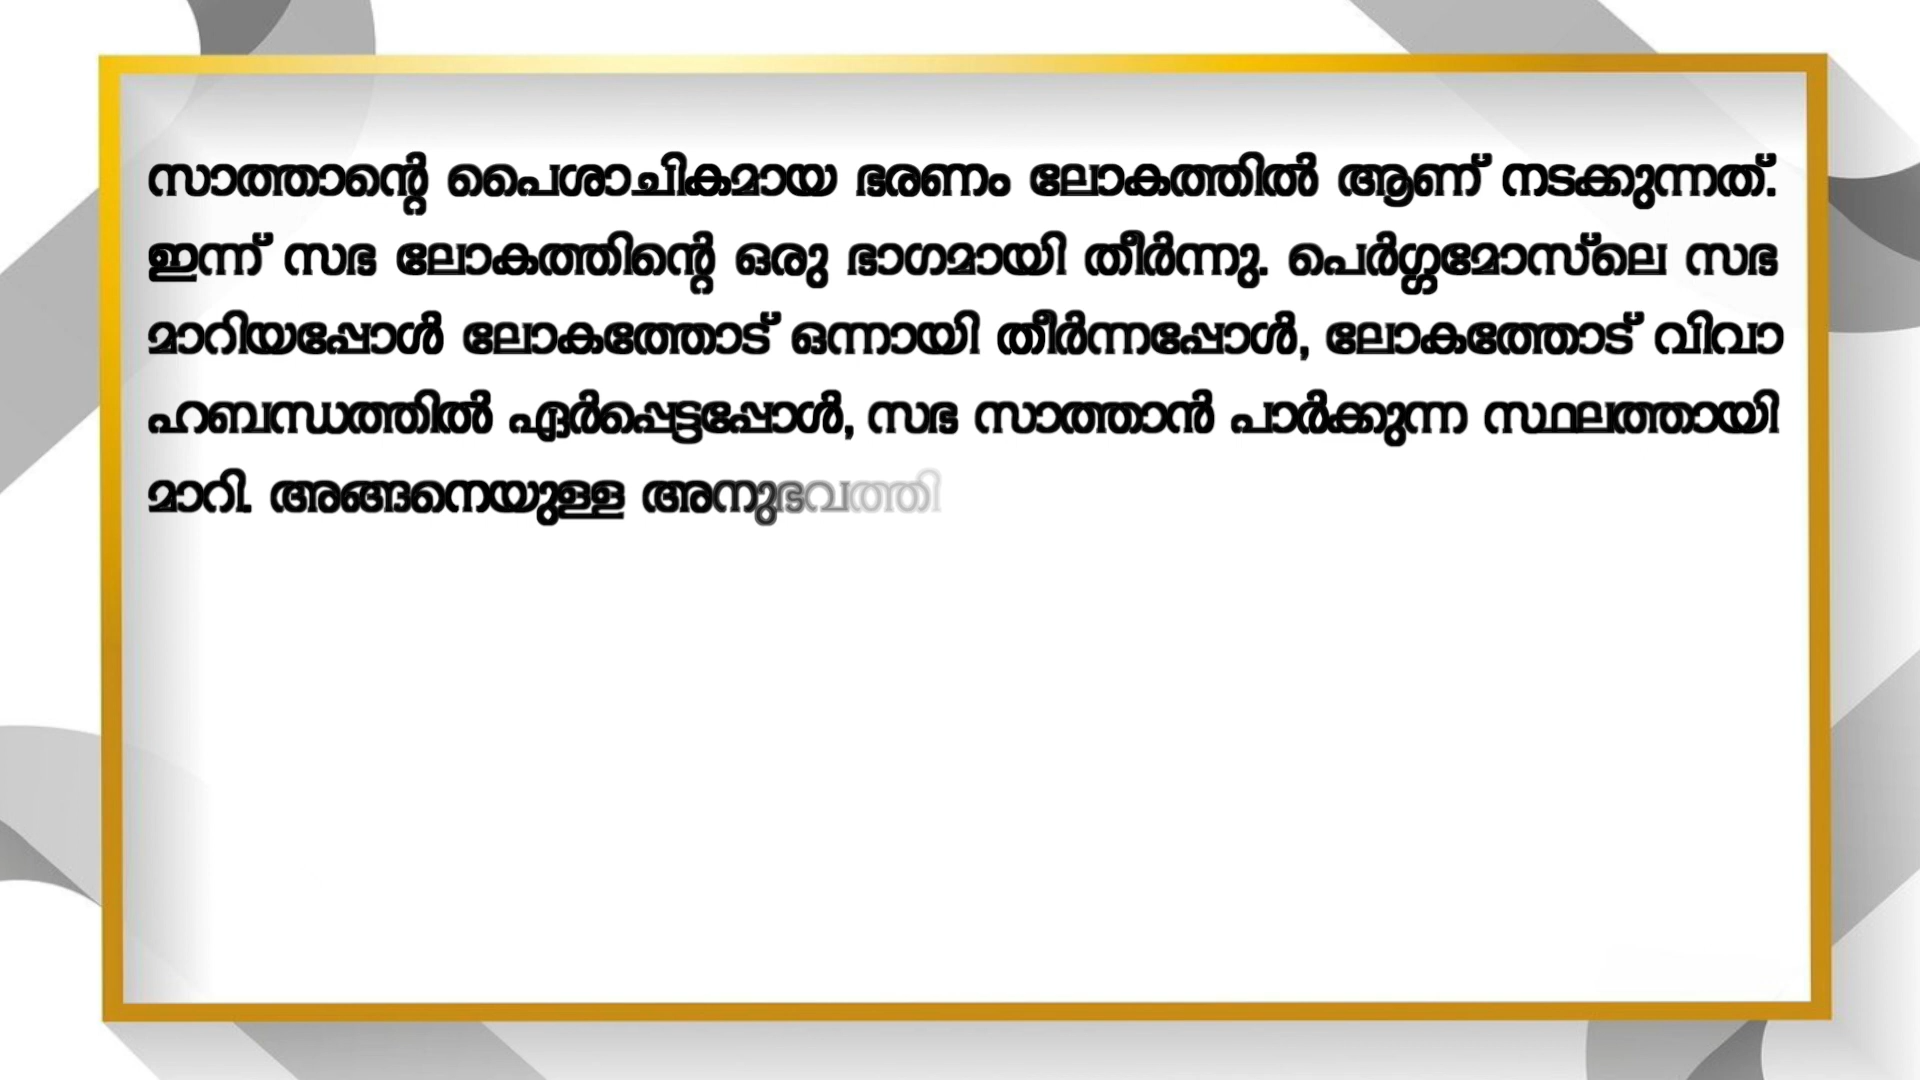 സാത്താന്റെ പൈശാചികമായ ഭരണം ലോകത്തിൽ ആണ് നടക്കുന്നത്.
ഇന്ന് സഭ ലോകത്തിന്റെ ഒരു ഭാഗമായി തീർന്നു. പെർഗ്ഗമോസ്‌ലെ സഭ
മാറിയപ്പോൾ ലോകത്തോട് ഒന്നായി തീർന്നപ്പോൾ, ലോകത്തോട് വിവാ
ഹബന്ധത്തിൽ ഏർപ്പെട്ടപ്പോൾ, സഭ സാത്താൻ പാർക്കുന്ന സ്ഥലത്തായി
മാറി. അങ്ങനെയുള്ള അനുഭവത്തി